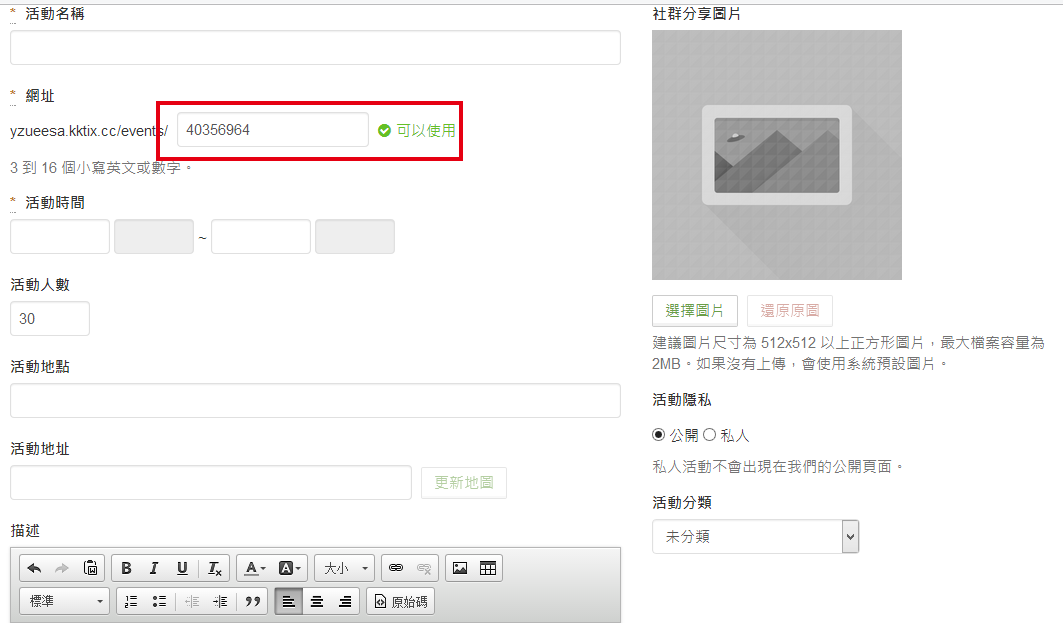 * 活動名稱
* 網址
yzueesa.kktix.cc/events/ 40356964 可以使用
3 到 16 個小寫英文或數字。
* 活動時間
~
活動人數
30
活動地點
活動地址
更新地圖
描述
B I U Tx A A 大小
標準 原始碼
社群分享圖片
選擇圖片 還原原圖
建議圖片尺寸為 512x512 以上正方形圖片，最大檔案容量為
2MB。如果沒有上傳，會使用系統預設圖片。
活動隱私
公開 私人
私人活動不會出現在我們的公開頁面。
活動分類
未分類